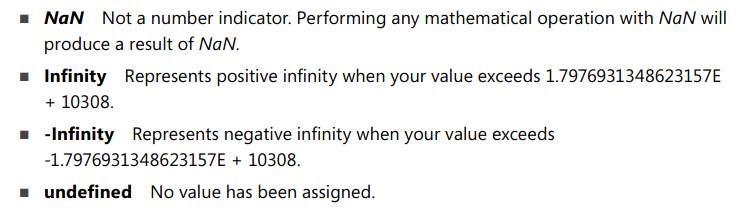 ▪ NaN Not a number indicator. Performing any mathematical operation with NaN will
produce a result of NaN.
▪ Infinity Represents positive infinity when your value exceeds 1.7976931348623157E
+ 10308.
▪ -Infinity Represents negative infinity when your value exceeds
-1.7976931348623157E + 10308.
▪ undefined No value has been assigned.